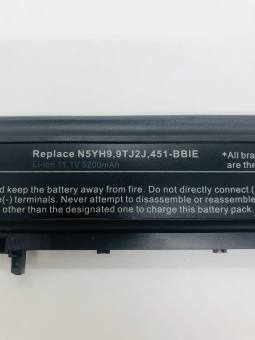 Replace N5YH9,9TJ2J,451-BBIE
Li-ion 11.1V 5200mAh
*All bra
are the
d keep the battery away from fire. Do not directly connect (
e(-) terminals. Never attempt to disassemble or reassemble
other than the designated one to charge this battery pack.